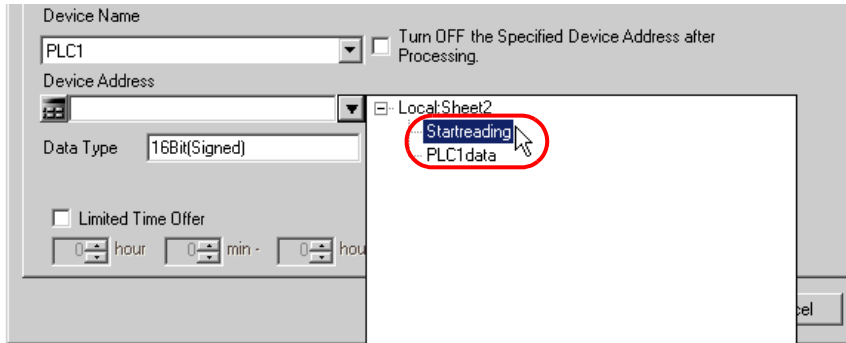 Device Name
PLC1
Turn OFF the Specified Device Address after
Processing.
Device Address
Local:Sheet2
Startreading
PLC1data
Data Type 16Bit(Signed)
Limited Time Offer
0 hour 0 min - 0 hou
cel